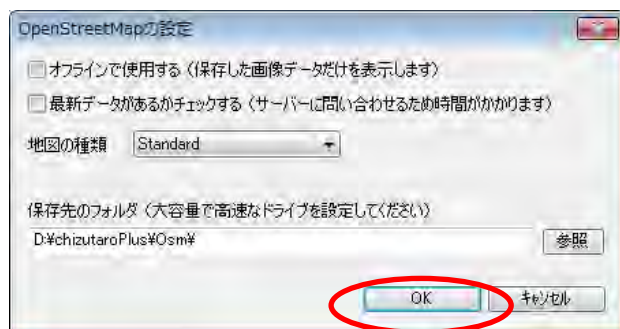 OpenStreetMapの設定
オフラインで使用する（保存した画像データだけを表示します）
最新データがあるかチェックする（サーバーに問い合わせるため時間がかかります）
地図の種類 Standard
保存先のフォルダ（大容量で高速なドライブを設定してください）
D:¥chizutaroPlus¥Osm¥ 参照
OK キャンセル